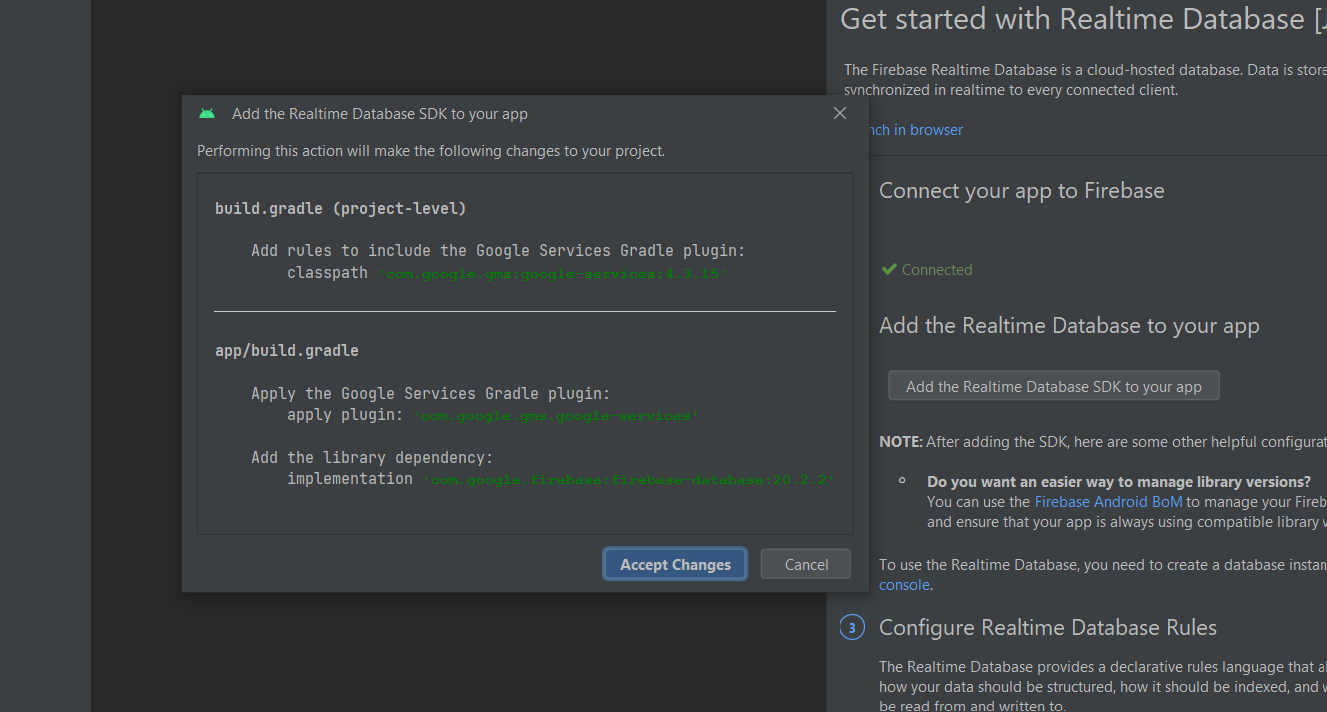 Add the Realtime Database SDK to your app
Performing this action will make the following changes to your project.
build.gradle (project-level)
Add rules to include the Google Services Gradle plugin:
classpath 'com.google.gms:google-services:4.3.15'
app/build.gradle
Apply the Google Services Gradle plugin:
apply plugin: 'com.google.gms.google-services'
Add the library dependency:
implementation 'com.google.firebase:firebase-database:20.2.2'
Accept Changes
Cancel
Get started with Realtime Database [
The Firebase Realtime Database is a cloud-hosted database. Data is store
synchronized in realtime to every connected client.
nch in browser
Connect your app to Firebase
Connected
Add the Realtime Database to your app
Add the Realtime Database SDK to your app
NOTE: After adding the SDK, here are some other helpful configurat
Do you want an easier way to manage library versions?
You can use the Firebase Android BoM to manage your Fireb
and ensure that your app is always using compatible library
To use the Realtime Database, you need to create a database instan
console.
3 Configure Realtime Database Rules
The Realtime Database provides a declarative rules language that al
how your data should be structured, how it should be indexed, and
be read from and written to.